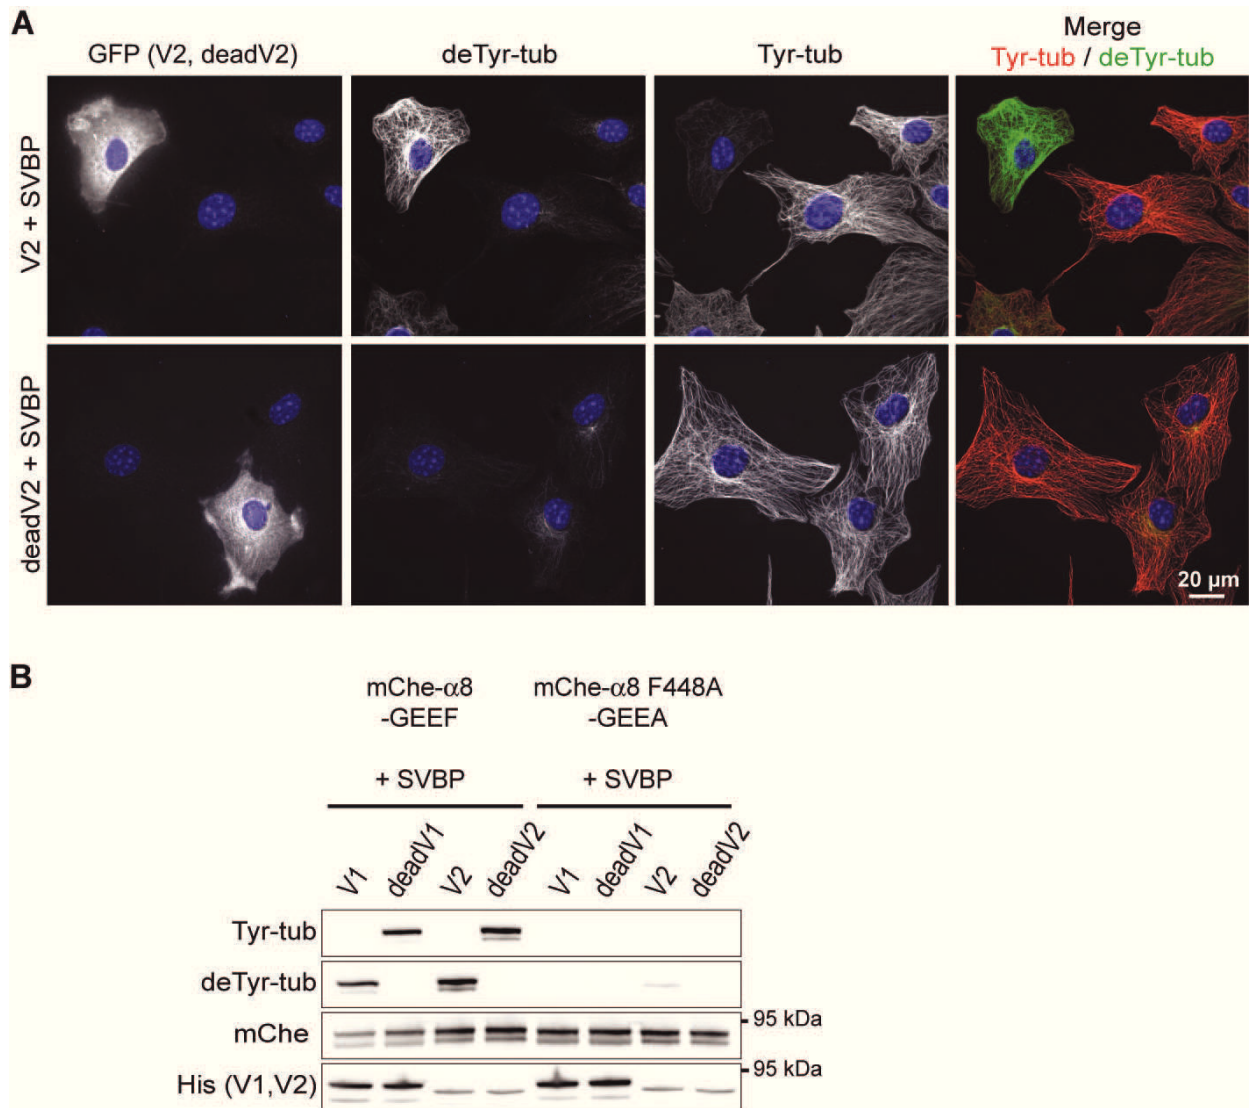 A
GFP (V2, deadV2)
deTyr-tub
Tyr-tub
Merge
Tyr-tub / deTyr-tub
V2 + SVBP
deadV2 + SVBP
20 µm
B
mChe-α8
-GEEF
mChe-α8 F448A
-GEEA
+ SVBP
+ SVBP
V1
deadV1
V2
deadV2
V1
deadV1
V2
deadV2
Tyr-tub
deTyr-tub
mChe
95 kDa
His (V1,V2)
95 kDa